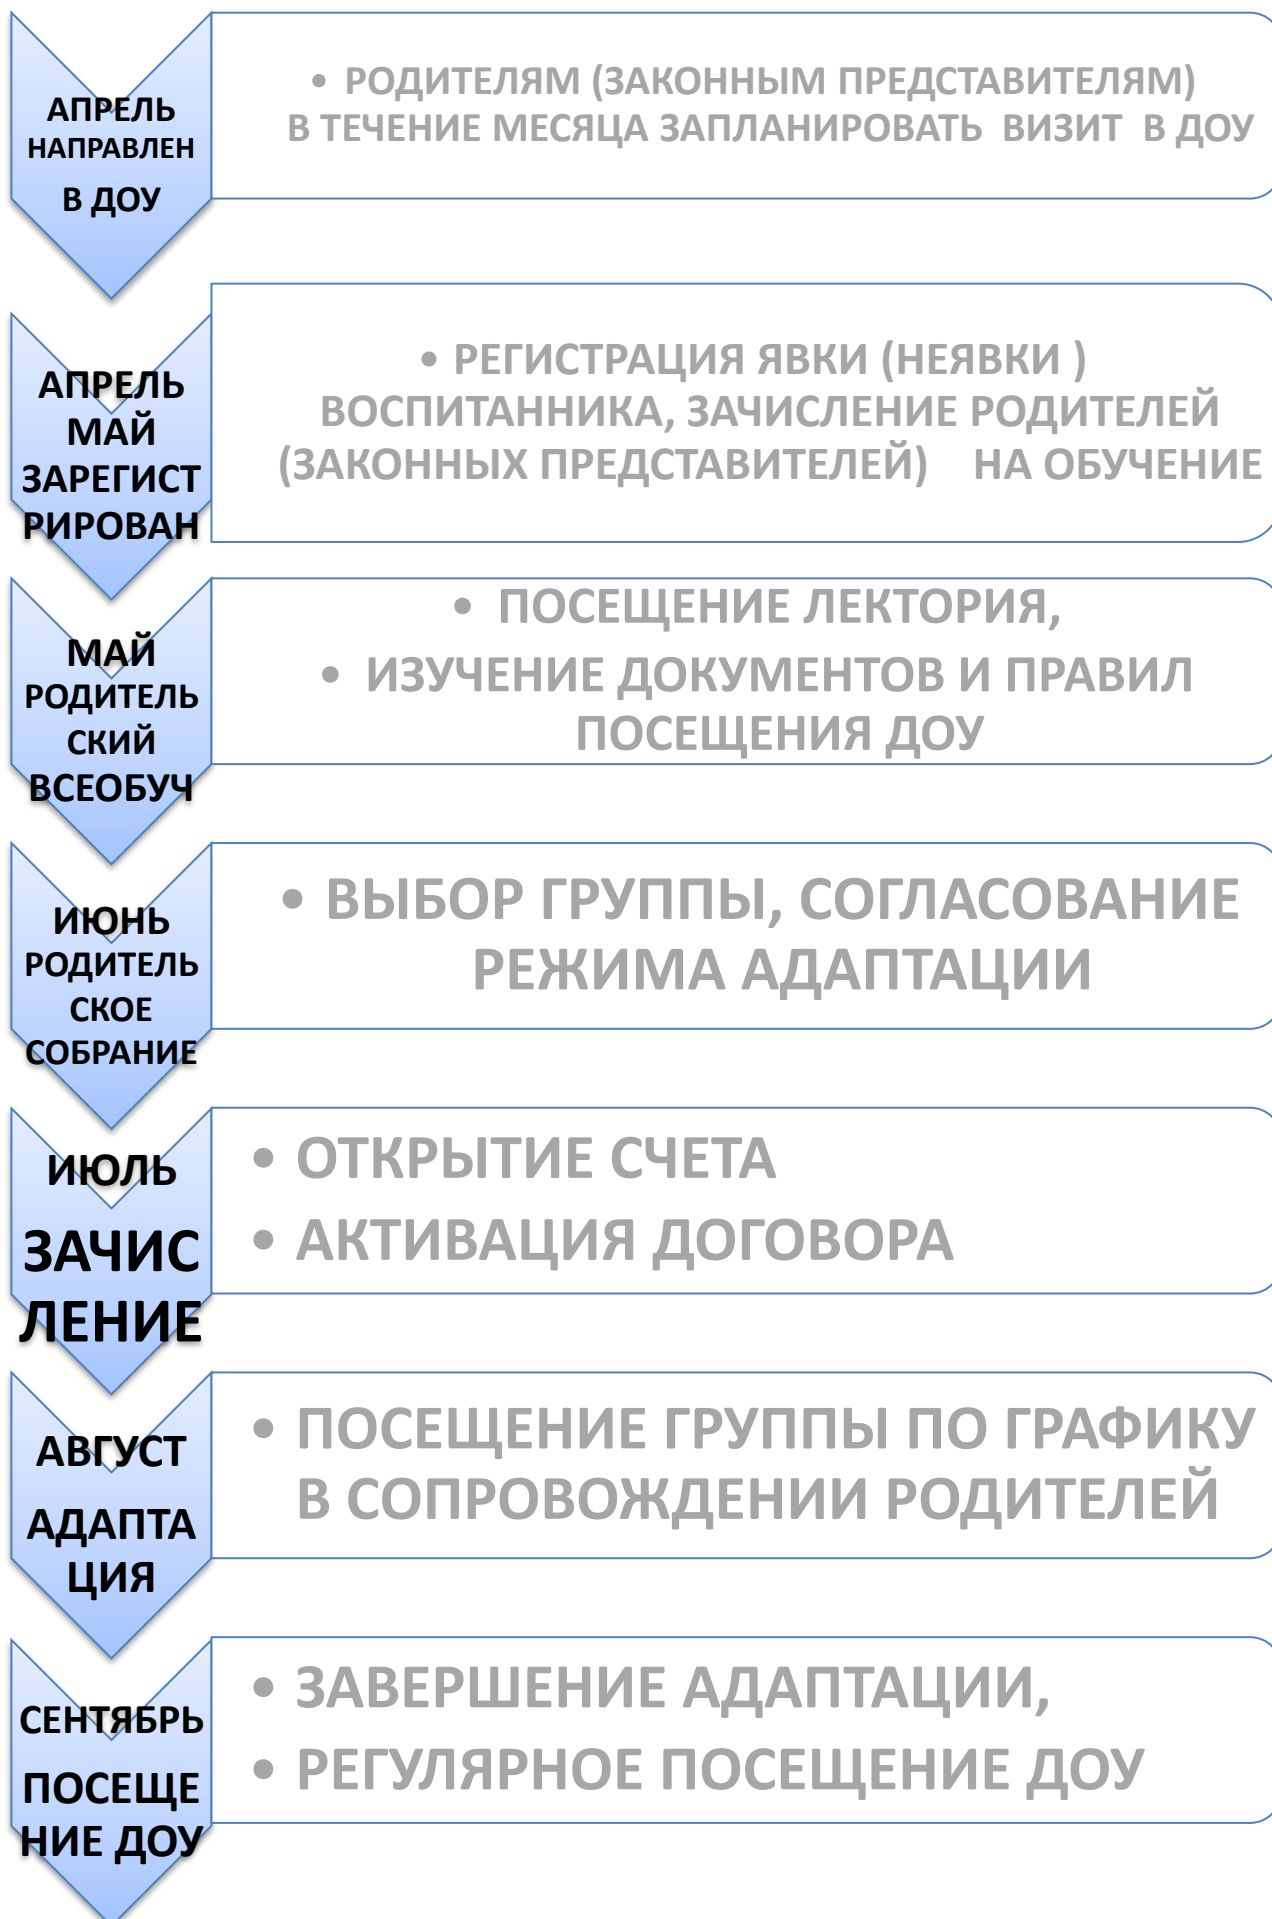 АПРЕЛЬ
НАПРАВЛЕН
В ДОУ
• РОДИТЕЛЯМ (ЗАКОННЫМ ПРЕДСТАВИТЕЛЯМ)
В ТЕЧЕНИЕ МЕСЯЦА ЗАПЛАНИРОВАТЬ ВИЗИТ В ДОУ
АПРЕЛЬ
МАЙ
ЗАРЕГИСТ
РИРОВАН
• РЕГИСТРАЦИЯ ЯВКИ (НЕЯВКИ )
ВОСПИТАННИКА, ЗАЧИСЛЕНИЕ РОДИТЕЛЕЙ
(ЗАКОННЫХ ПРЕДСТАВИТЕЛЕЙ) НА ОБУЧЕНИЕ
МАЙ
РОДИТЕЛЬ
СКИЙ
ВСЕОБУЧ
• ПОСЕЩЕНИЕ ЛЕКТОРИЯ,
• ИЗУЧЕНИЕ ДОКУМЕНТОВ И ПРАВИЛ
ПОСЕЩЕНИЯ ДОУ
ИЮНЬ
РОДИТЕЛЬ
СКОЕ
СОБРАНИЕ
• ВЫБОР ГРУППЫ, СОГЛАСОВАНИЕ
РЕЖИМА АДАПТАЦИИ
ИЮЛЬ
ЗАЧИС
ЛЕНИЕ
• ОТКРЫТИЕ СЧЕТА
• АКТИВАЦИЯ ДОГОВОРА
АВГУСТ
АДАПТА
ЦИЯ
• ПОСЕЩЕНИЕ ГРУППЫ ПО ГРАФИКУ
В СОПРОВОЖДЕНИИ РОДИТЕЛЕЙ
СЕНТЯБРЬ
ПОСЕЩЕ
НИЕ ДОУ
• ЗАВЕРШЕНИЕ АДАПТАЦИИ,
• РЕГУЛЯРНОЕ ПОСЕЩЕНИЕ ДОУ